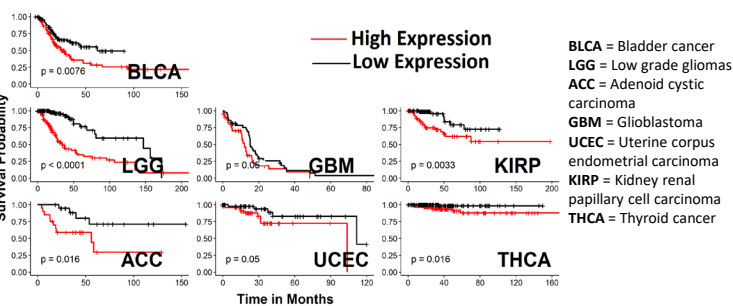 High Expression
Low Expression
1.00
0.75
0.50
0.25
0.00
p = 0.0076
BLCA
0 50 100 150
Survival Probability
1.00
0.75
0.50
0.25
0.00
p < 0.0001
LGG
0 50 100 150 200
1.00
0.75
0.50
0.25
0.00
p = 0.05
GBM
0 20 40 60 80
1.00
0.75
0.50
0.25
0.00
p = 0.0033
KIRP
0 50 100 150 200
1.00
0.75
0.50
0.25
0.00
p = 0.016
ACC
0 50 100 150
1.00
0.75
0.50
0.25
0.00
p = 0.05
UCEC
0 30 60 90 120
1.00
0.75
0.50
0.25
0.00
p = 0.016
THCA
0 40 80 120 160
Time in Months
BLCA = Bladder cancer
LGG = Low grade gliomas
ACC = Adenoid cystic
carcinoma
GBM = Glioblastoma
UCEC = Uterine corpus
endometrial carcinoma
KIRP = Kidney renal
papillary cell carcinoma
THCA = Thyroid cancer